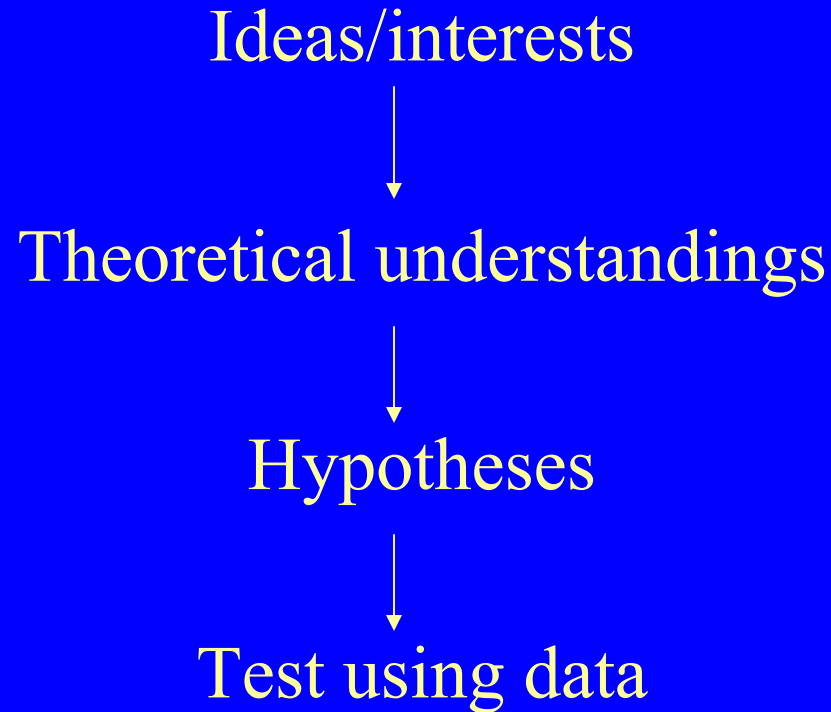 Ideas/interests
Theoretical understandings
Hypotheses
Test using data